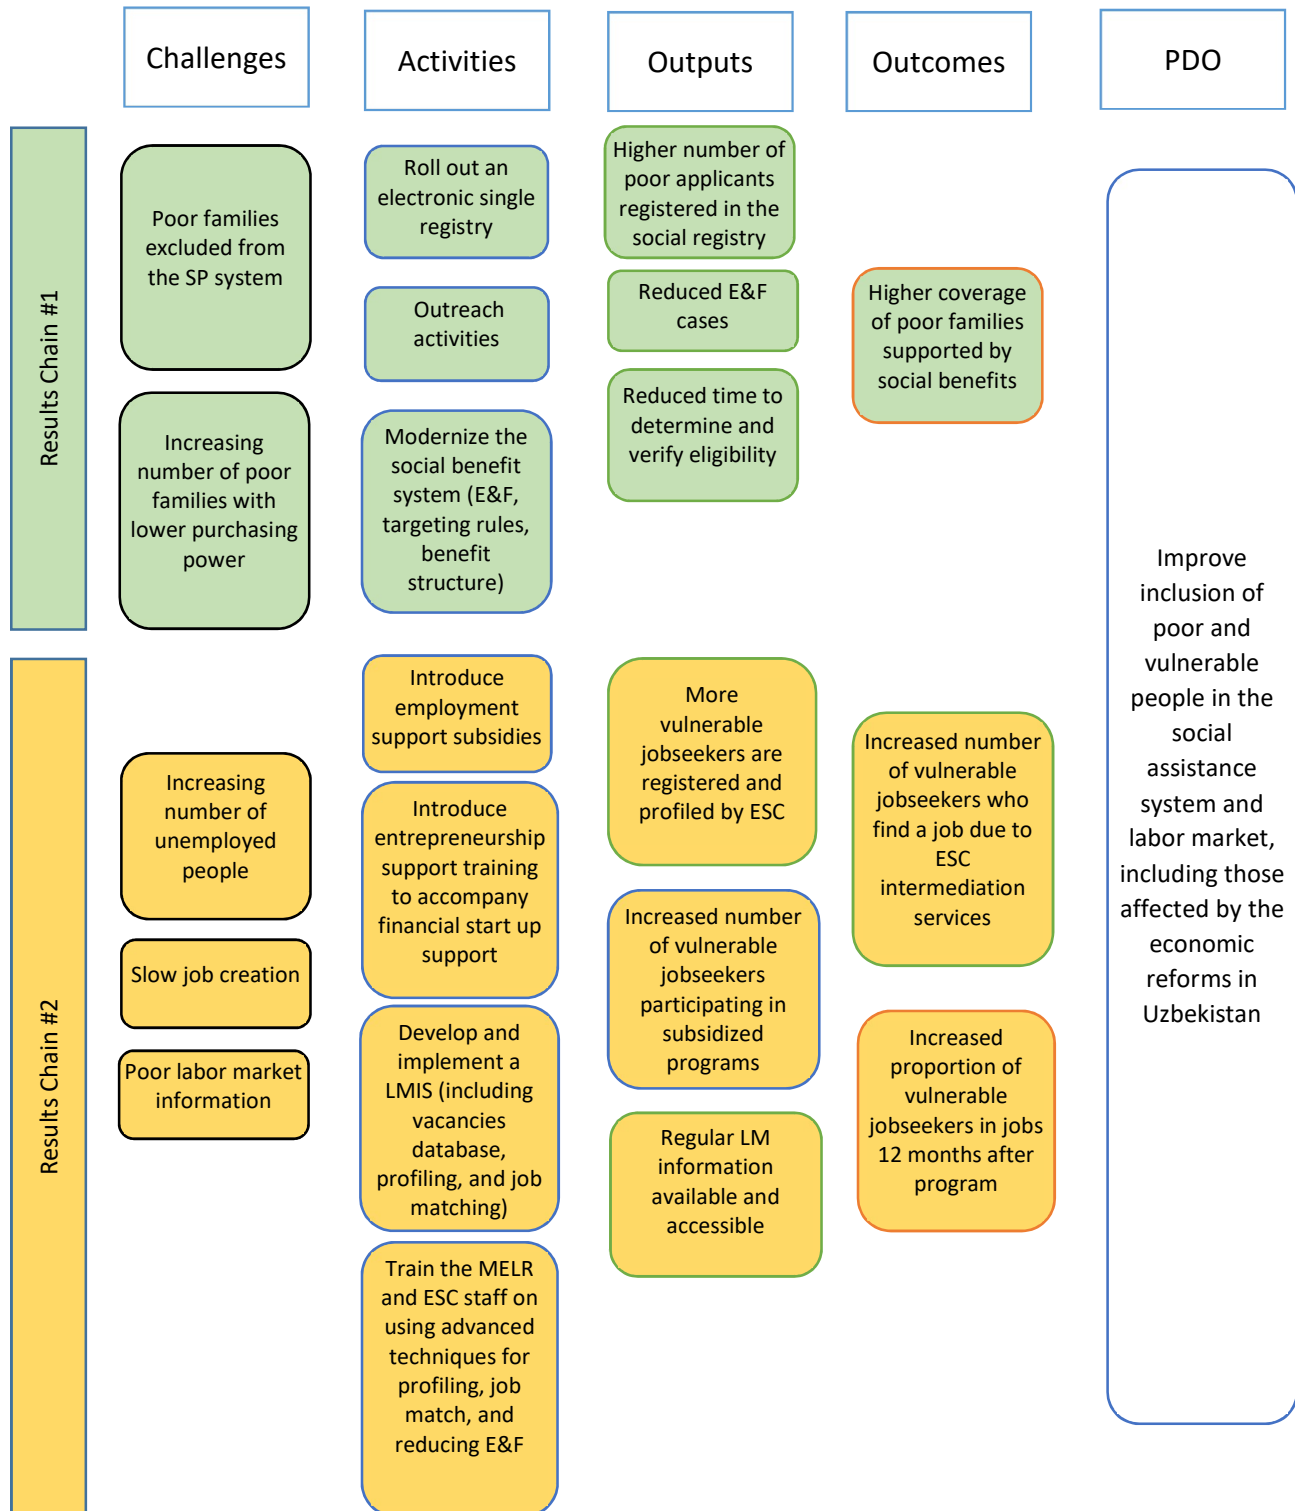 Challenges
Activities
Outputs
Outcomes
PDO
Results Chain #1
Poor families
excluded from
the SP system
Increasing
number of poor
families with
lower purchasing
power
Roll out an
electronic single
registry
Outreach
activities
Modernize the
social benefit
system (E&F,
targeting rules,
benefit
structure)
Higher number of
poor applicants
registered in the
social registry
Reduced E&F
cases
Reduced time to
determine and
verify eligibility
Higher coverage
of poor families
supported by
social benefits
Results Chain #2
Increasing
number of
unemployed
people
Slow job creation
Poor labor market
information
Introduce
employment
support subsidies
Introduce
entrepreneurship
support training
to accompany
financial start up
support
Develop and
implement a
LMIS (including
vacancies
database,
profiling, and job
matching)
Train the MELR
and ESC staff on
using advanced
techniques for
profiling, job
match, and
reducing E&F
More
vulnerable
jobseekers are
registered and
profiled by ESC
Increased number
of vulnerable
jobseekers
participating in
subsidized
programs
Regular LM
information
available and
accessible
Increased number
of vulnerable
jobseekers who
find a job due to
ESC
intermediation
services
Increased
proportion of
vulnerable
jobseekers in jobs
12 months after
program
Improve
inclusion of
poor and
vulnerable
people in the
social
assistance
system and
labor market,
including those
affected by the
economic
reforms in
Uzbekistan